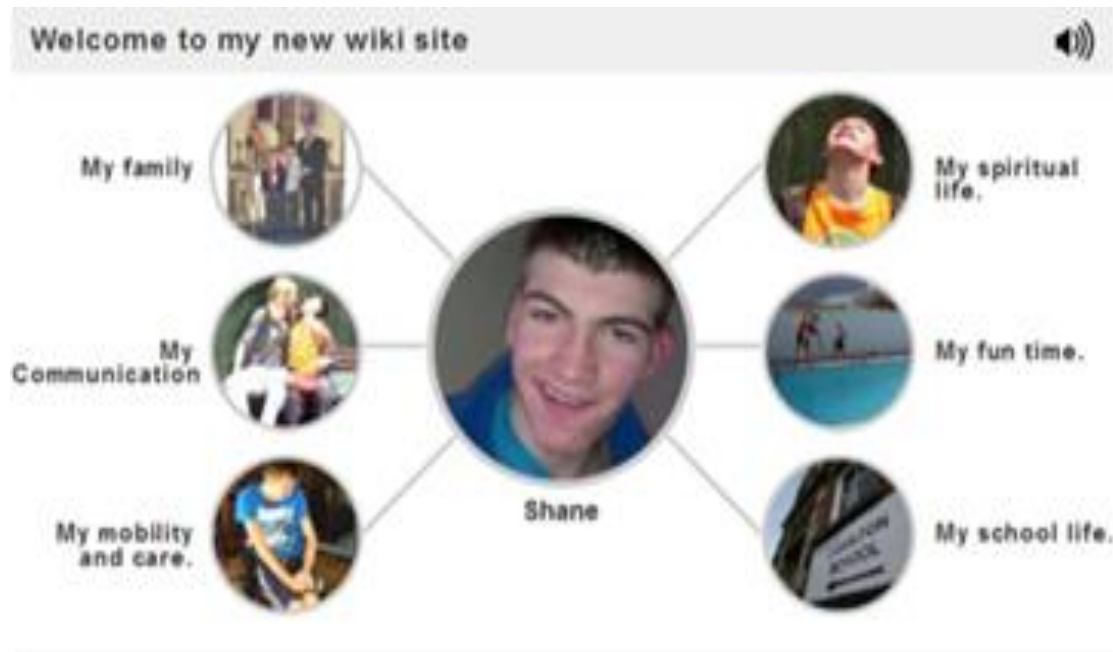 Welcome to my new wiki site
My family
My
Communication
My mobility
and care.
Shane
My spiritual
life.
My fun time.
My school life.
SCHOOL